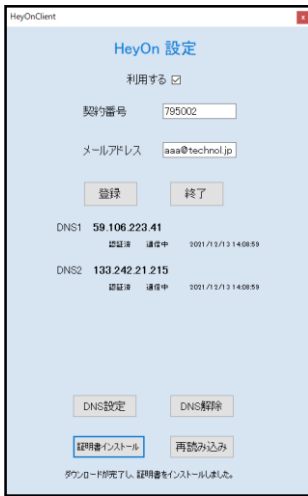 HeyOnClient x
HeyOn 設定
利用する ☑
契約番号 795002
メールアドレス aaa@technol.jp
登録 終了
DNS1 59.106.223.41
認証済 通信中 2021/12/13 14:08:59
DNS2 133.242.21.215
認証済 通信中 2021/12/13 14:08:59
DNS設定 DNS解除
証明書インストール 再読み込み
ダウンロードが完了し、証明書をインストールしました。